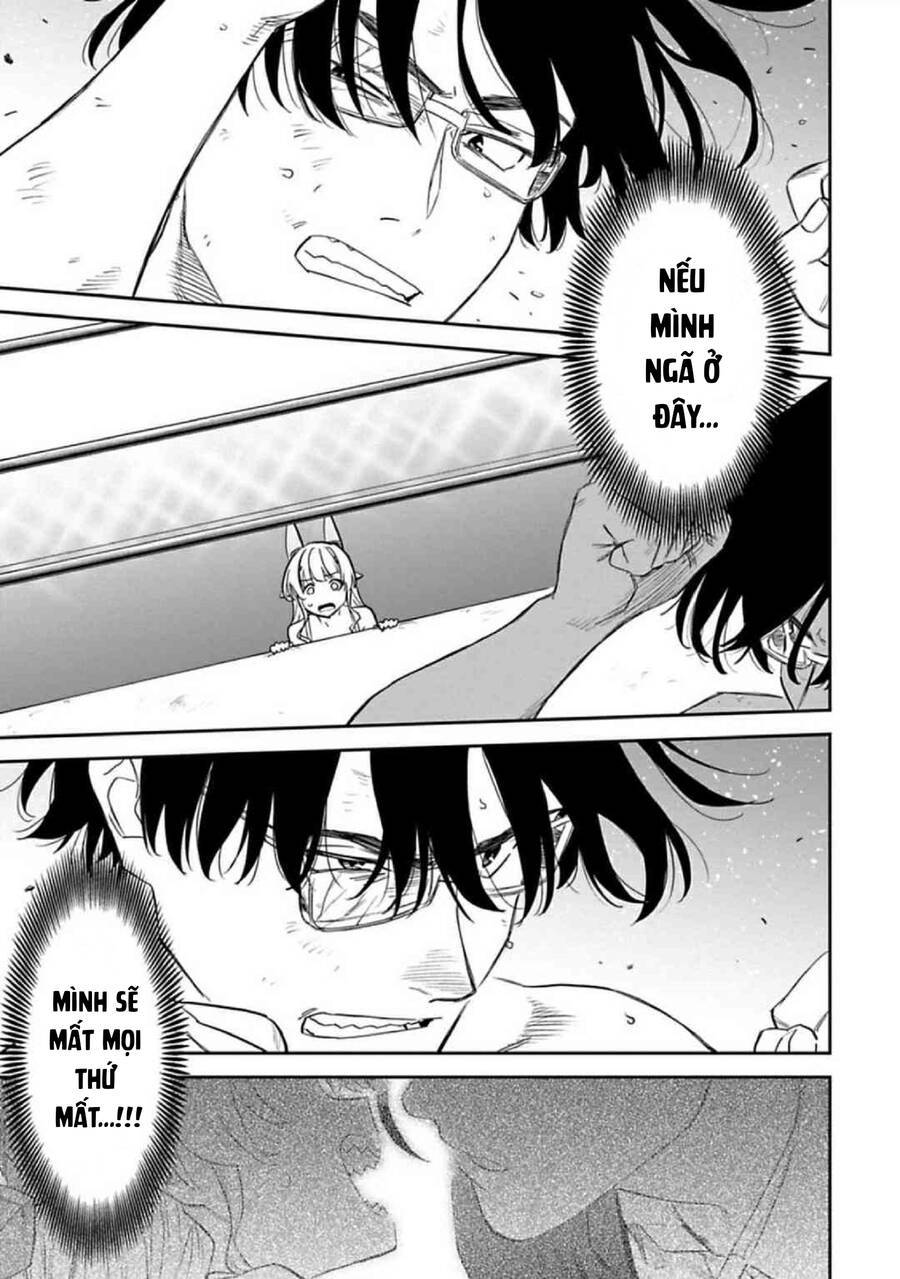 NẾU
MÌNH
NGÃ Ở
ĐÂY...
MÌNH SẼ
MẤT MỌI
THỨ
MẤT...!!!